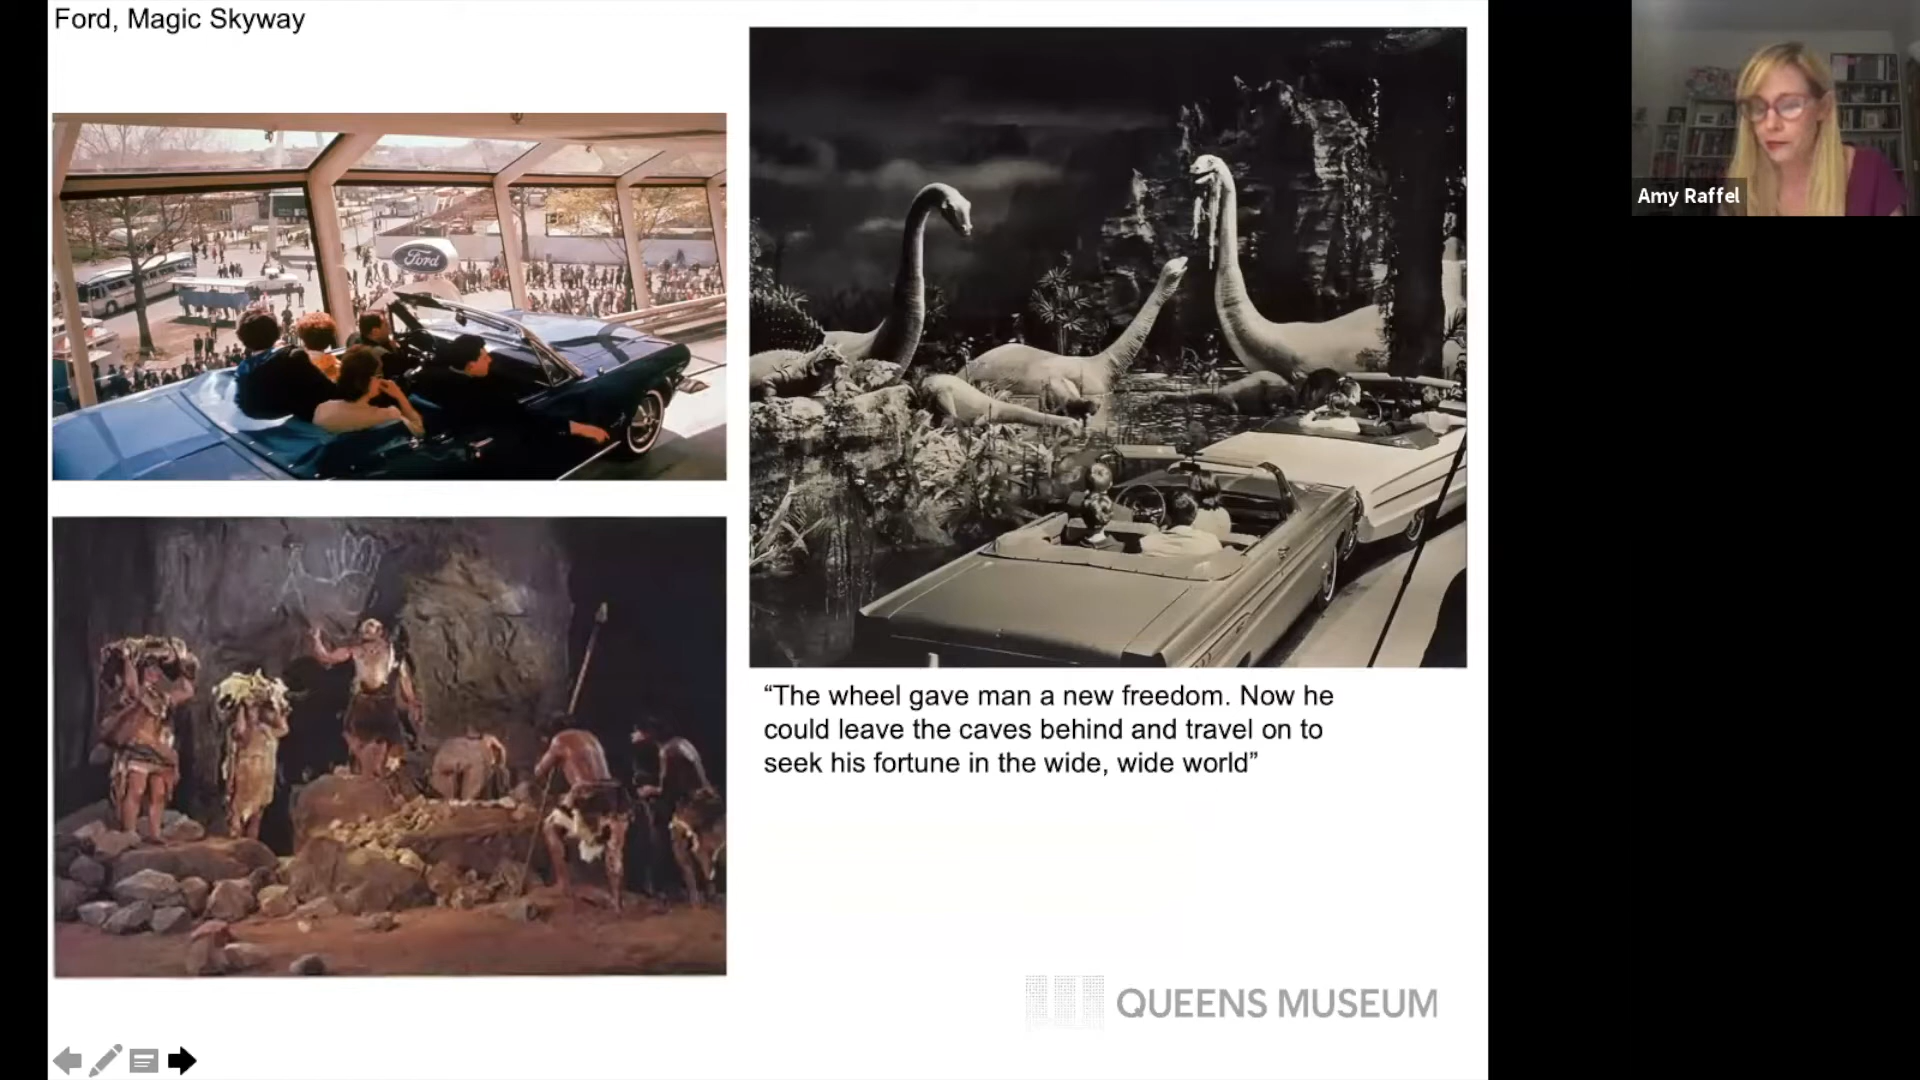 Ford, Magic Skyway
Ford
Amy Raffel
“The wheel gave man a new freedom. Now he
could leave the caves behind and travel on to
seek his fortune in the wide, wide world”
QUEENS MUSEUM